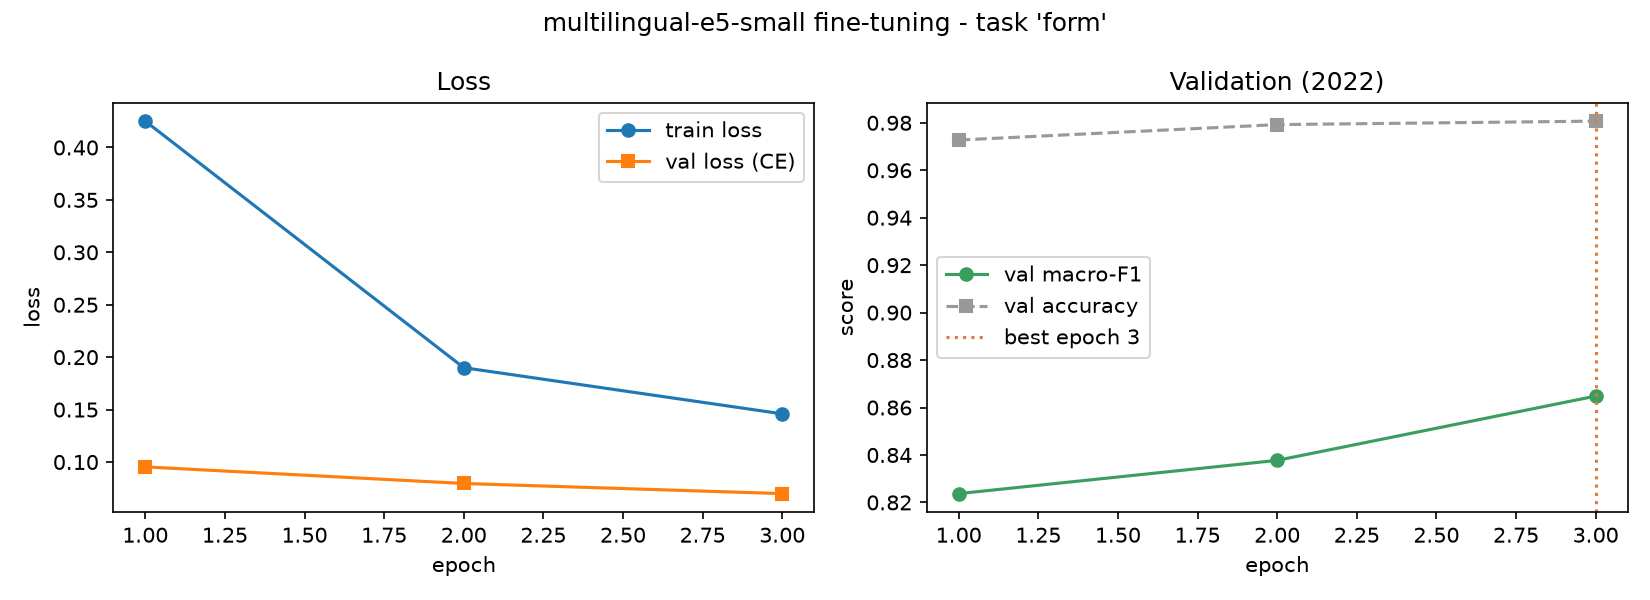 multilingual-e5-small fine-tuning - task 'form'
Loss
loss
0.40
0.35
0.30
0.25
0.20
0.15
0.10
train loss
val loss (CE)
1.00 1.25 1.50 1.75 2.00 2.25 2.50 2.75 3.00
epoch
Validation (2022)
score
0.98
0.96
0.94
0.92
0.90
0.88
0.86
0.84
0.82
val macro-F1
val accuracy
best epoch 3
1.00 1.25 1.50 1.75 2.00 2.25 2.50 2.75 3.00
epoch